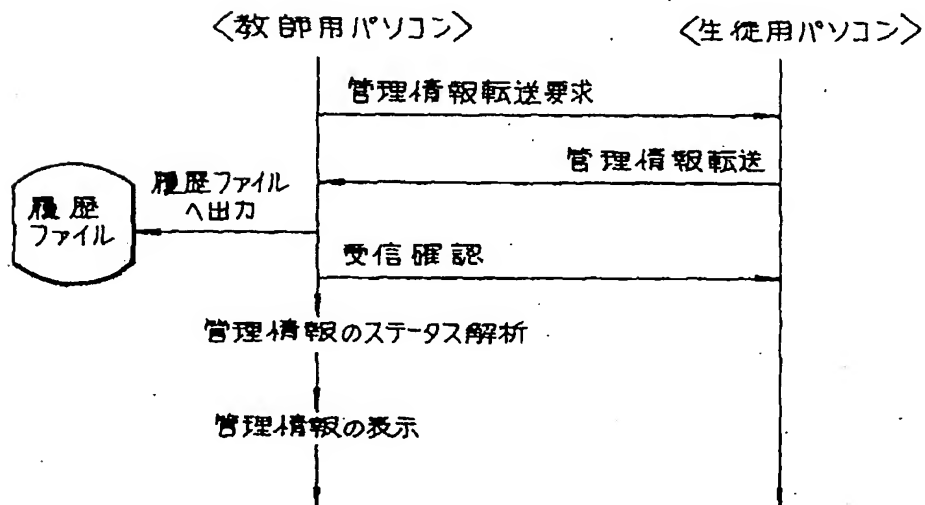 〈教師用パソコン〉
〈生徒用パソコン〉
管理情報転送要求
管理情報転送
履歴ファイル
へ出力
履歴
ファイル
受信確認
管理情報のステータス解析
管理情報の表示